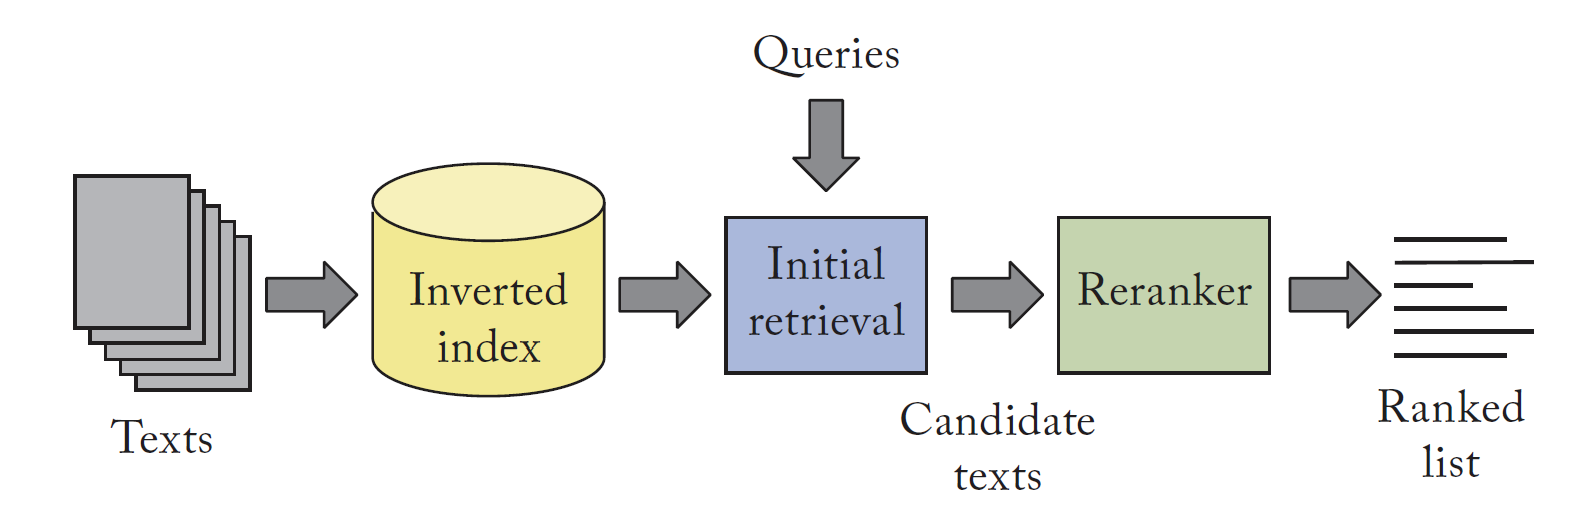 Queries
Texts
Inverted
index
Initial
retrieval
Candidate
texts
Reranker
Ranked
list